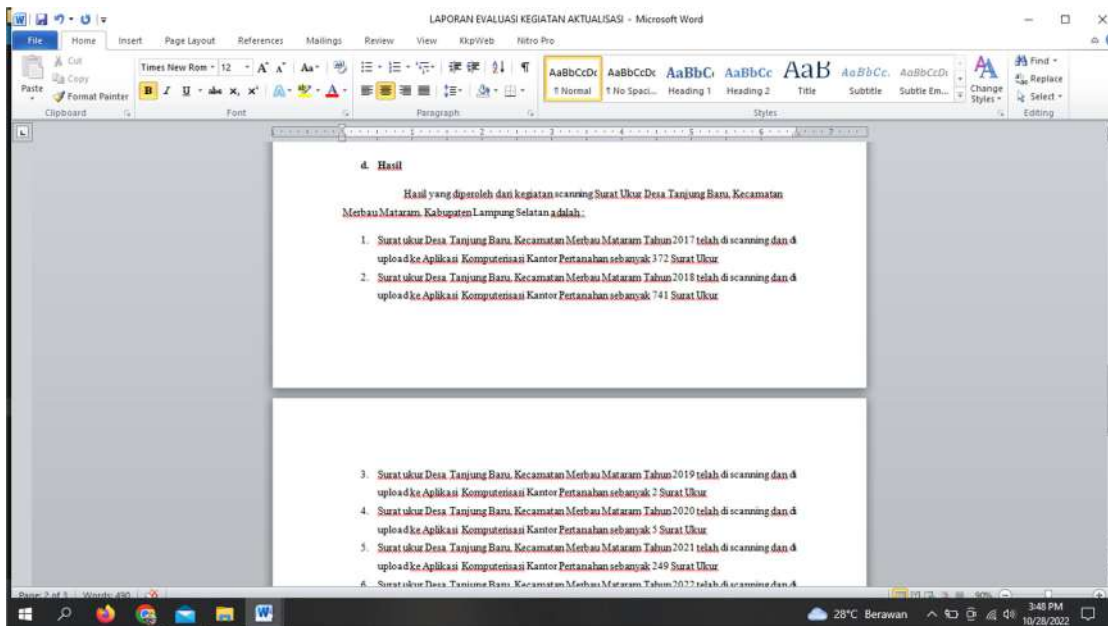 LAPORAN EVALUASI KEGIATAN AKTUALISASI - Microsoft Word
File Home Insert Page Layout References Mailings Review View KkpWeb Nitro Pro
Paste
Cut
Copy
Format Painter
Clipboard
Times New Rom 12
Font
Paragraph
AaBbCcDc AaBbCcDc AaBbC AaBbCc AaB AaBbCc. AaBbCcDc
¶ Normal ¶ No Spaci... Heading 1 Heading 2 Title Subtitle Subtle Em...
Change Styles
Styles
Find
Replace
Select
Editing
d. Hasil
Hasil yang diperoleh dari kegiatan scanning Surat Ukur Desa Tanjung Baru, Kecamatan
Merbau Mataram, Kabupaten Lampung Selatan adalah :
1. Surat ukur Desa Tanjung Baru, Kecamatan Merbau Mataram Tahun 2017 telah di scanning dan di
upload ke Aplikasi Komputerisasi Kantor Pertanahan sebanyak 372 Surat Ukur
2. Surat ukur Desa Tanjung Baru, Kecamatan Merbau Mataram Tahun 2018 telah di scanning dan di
upload ke Aplikasi Komputerisasi Kantor Pertanahan sebanyak 741 Surat Ukur
3. Surat ukur Desa Tanjung Baru, Kecamatan Merbau Mataram Tahun 2019 telah di scanning dan di
upload ke Aplikasi Komputerisasi Kantor Pertanahan sebanyak 2 Surat Ukur
4. Surat ukur Desa Tanjung Baru, Kecamatan Merbau Mataram Tahun 2020 telah di scanning dan di
upload ke Aplikasi Komputerisasi Kantor Pertanahan sebanyak 5 Surat Ukur
5. Surat ukur Desa Tanjung Baru, Kecamatan Merbau Mataram Tahun 2021 telah di scanning dan di
upload ke Aplikasi Komputerisasi Kantor Pertanahan sebanyak 249 Surat Ukur
6. Surat ukur Desa Tanjung Baru, Kecamatan Merbau Mataram Tahun 2022 telah di scanning dan di
Page: 2 of 3 Words: 490 90%
28°C Berawan 3:48 PM
10/28/2022